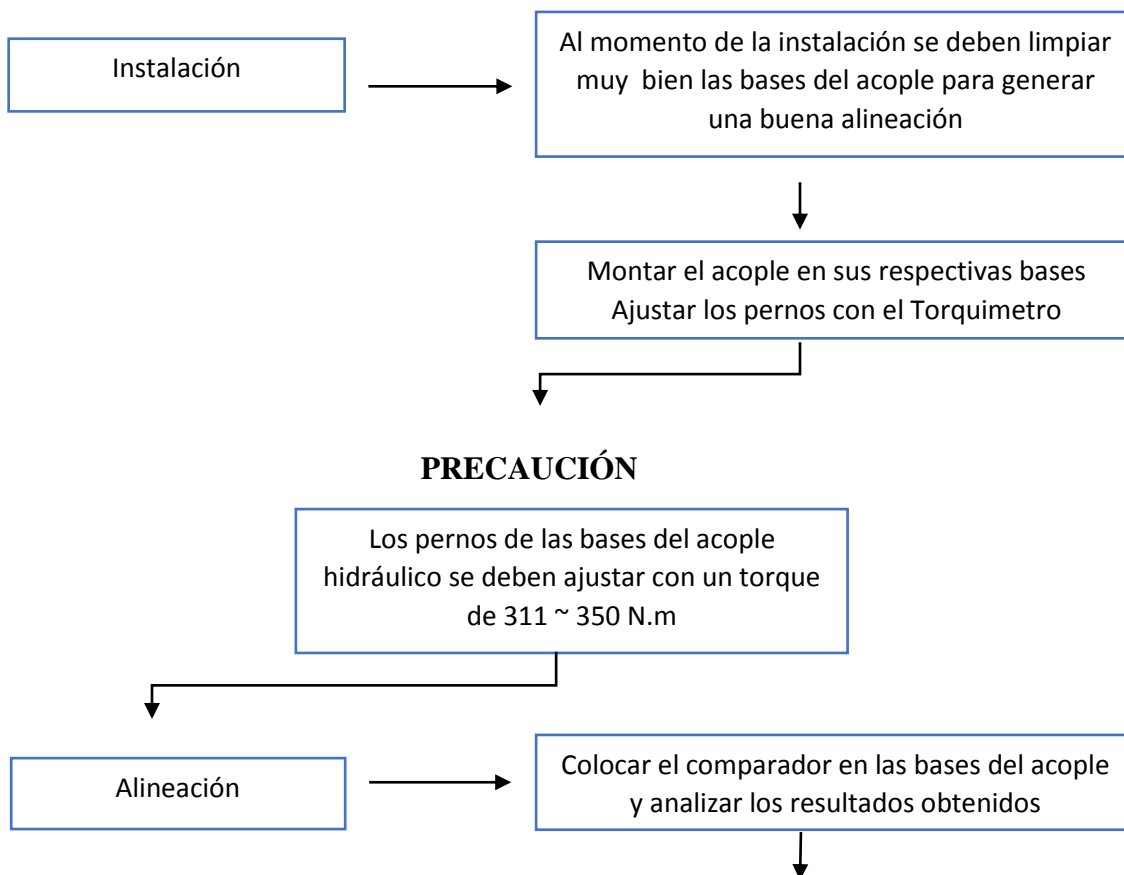 Instalación
Al momento de la instalación se deben limpiar
muy bien las bases del acople para generar
una buena alineación
Montar el acople en sus respectivas bases
Ajustar los pernos con el Torquimetro
PRECAUCIÓN
Los pernos de las bases del acople
hidráulico se deben ajustar con un torque
de 311 ~ 350 N.m
Alineación
Colocar el comparador en las bases del acople
y analizar los resultados obtenidos